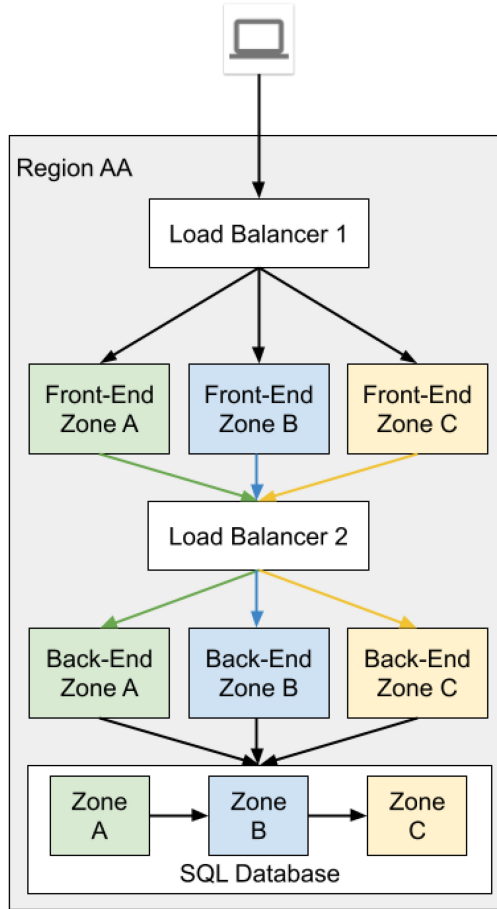 Region AA
Load Balancer 1
Front-End
Zone A
Front-End
Zone B
Front-End
Zone C
Load Balancer 2
Back-End
Zone A
Back-End
Zone B
Back-End
Zone C
Zone
A
Zone
B
Zone
C
SQL Database